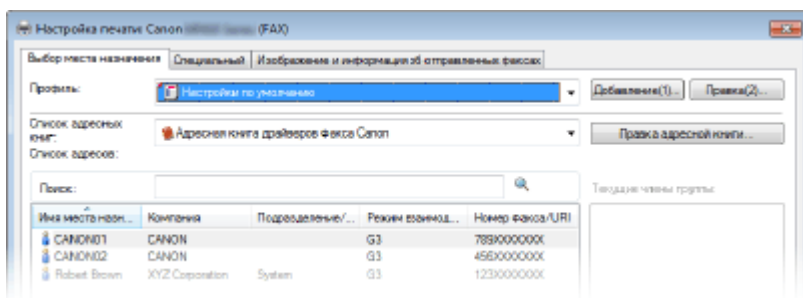 Настройка печати Canon (FAX)
Выбор места назначения Специальный Изображение и информация об отправленных факсах
Профиль: Настройки по умолчанию Добавление(1)... Правка(2)...
Список адресных книг: Адресная книга драйверов факса Canon Правка адресной книги...
Список адресов:
Поиск: Текущие члены группы:
Имя места назн... Компания Подразделение/... Режим взаимод... Номер факса/URI
CANON01 CANON G3 789XXXXXXX
CANON02 CANON G3 456XXXXXXX
Robert Brown XYZ Corporation System G3 123XXXXXXX